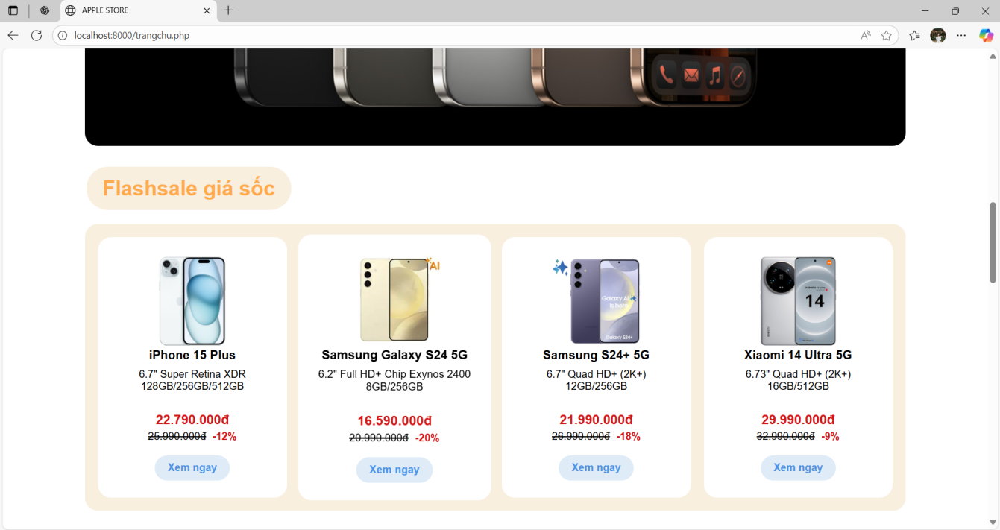 APPLE STORE
localhost:8000/trangchu.php
Flashsale giá sốc
AI
Galaxy AI
is here
Galaxy S24+
14
iPhone 15 Plus
Samsung Galaxy S24 5G
Samsung S24+ 5G
Xiaomi 14 Ultra 5G
6.7" Super Retina XDR
128GB/256GB/512GB
6.2" Full HD+ Chip Exynos 2400
8GB/256GB
6.7" Quad HD+ (2K+)
12GB/256GB
6.73" Quad HD+ (2K+)
16GB/512GB
22.790.000đ
16.590.000đ
21.990.000đ
29.990.000đ
25.990.000đ -12%
20.990.000đ -20%
26.990.000đ -18%
32.990.000đ -9%
Xem ngay
Xem ngay
Xem ngay
Xem ngay